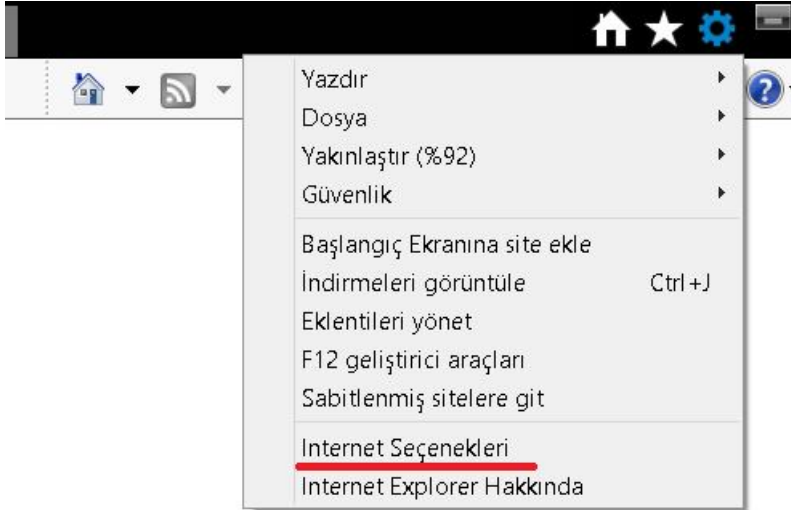 Yazdır
Dosya
Yakınlaştır (%92)
Güvenlik
Başlangıç Ekranına site ekle
İndirmeleri görüntüle Ctrl+J
Eklentileri yönet
F12 geliştirici araçları
Sabitlenmiş sitelere git
Internet Seçenekleri
Internet Explorer Hakkında